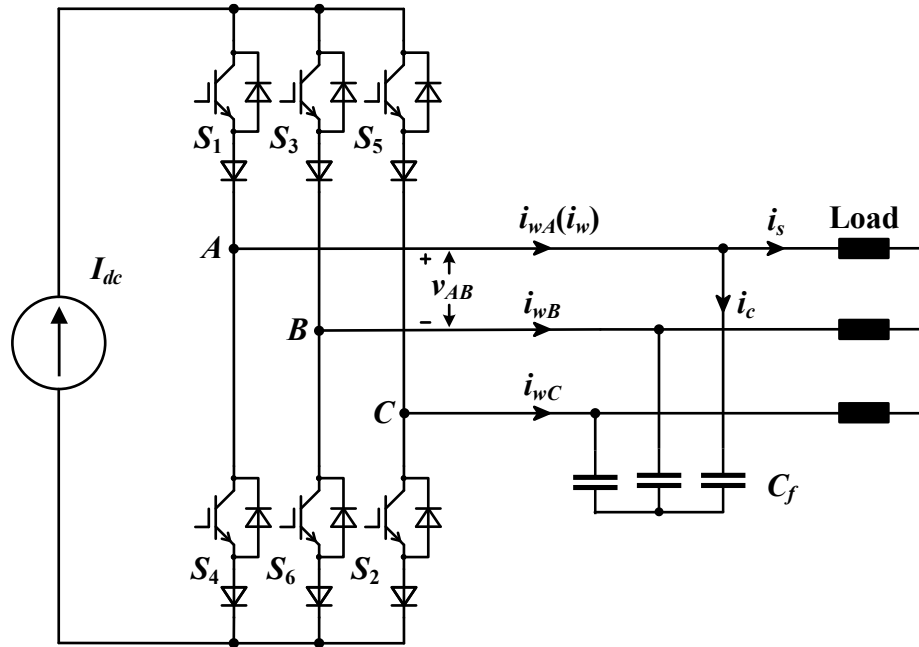 S1
S3
S5
A
iwA(iw)
is
Load
Idc
+
vAB
−
B
iwB
ic
C
iwC
Cf
S4
S6
S2